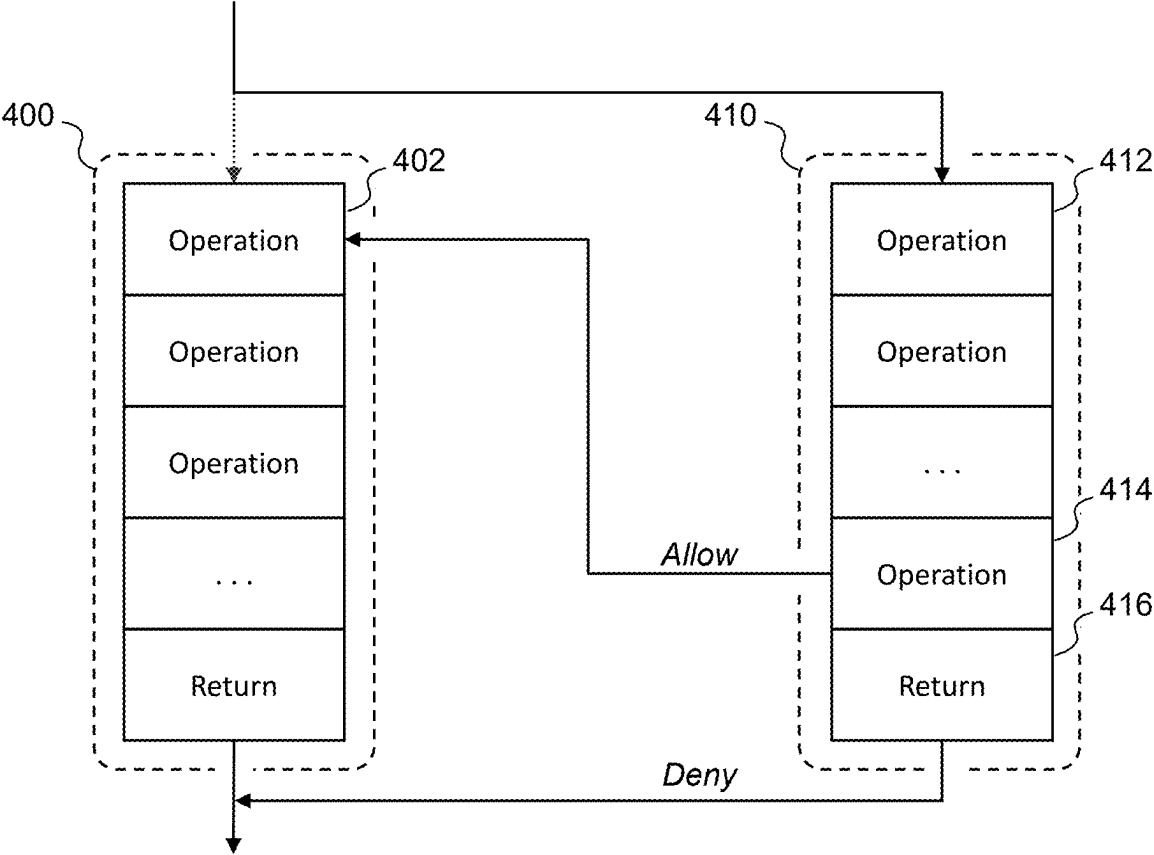 400
402
410
412
Operation
Operation
Operation
Operation
Operation
. . .
414
Allow
. . .
Operation
416
Return
Return
Deny